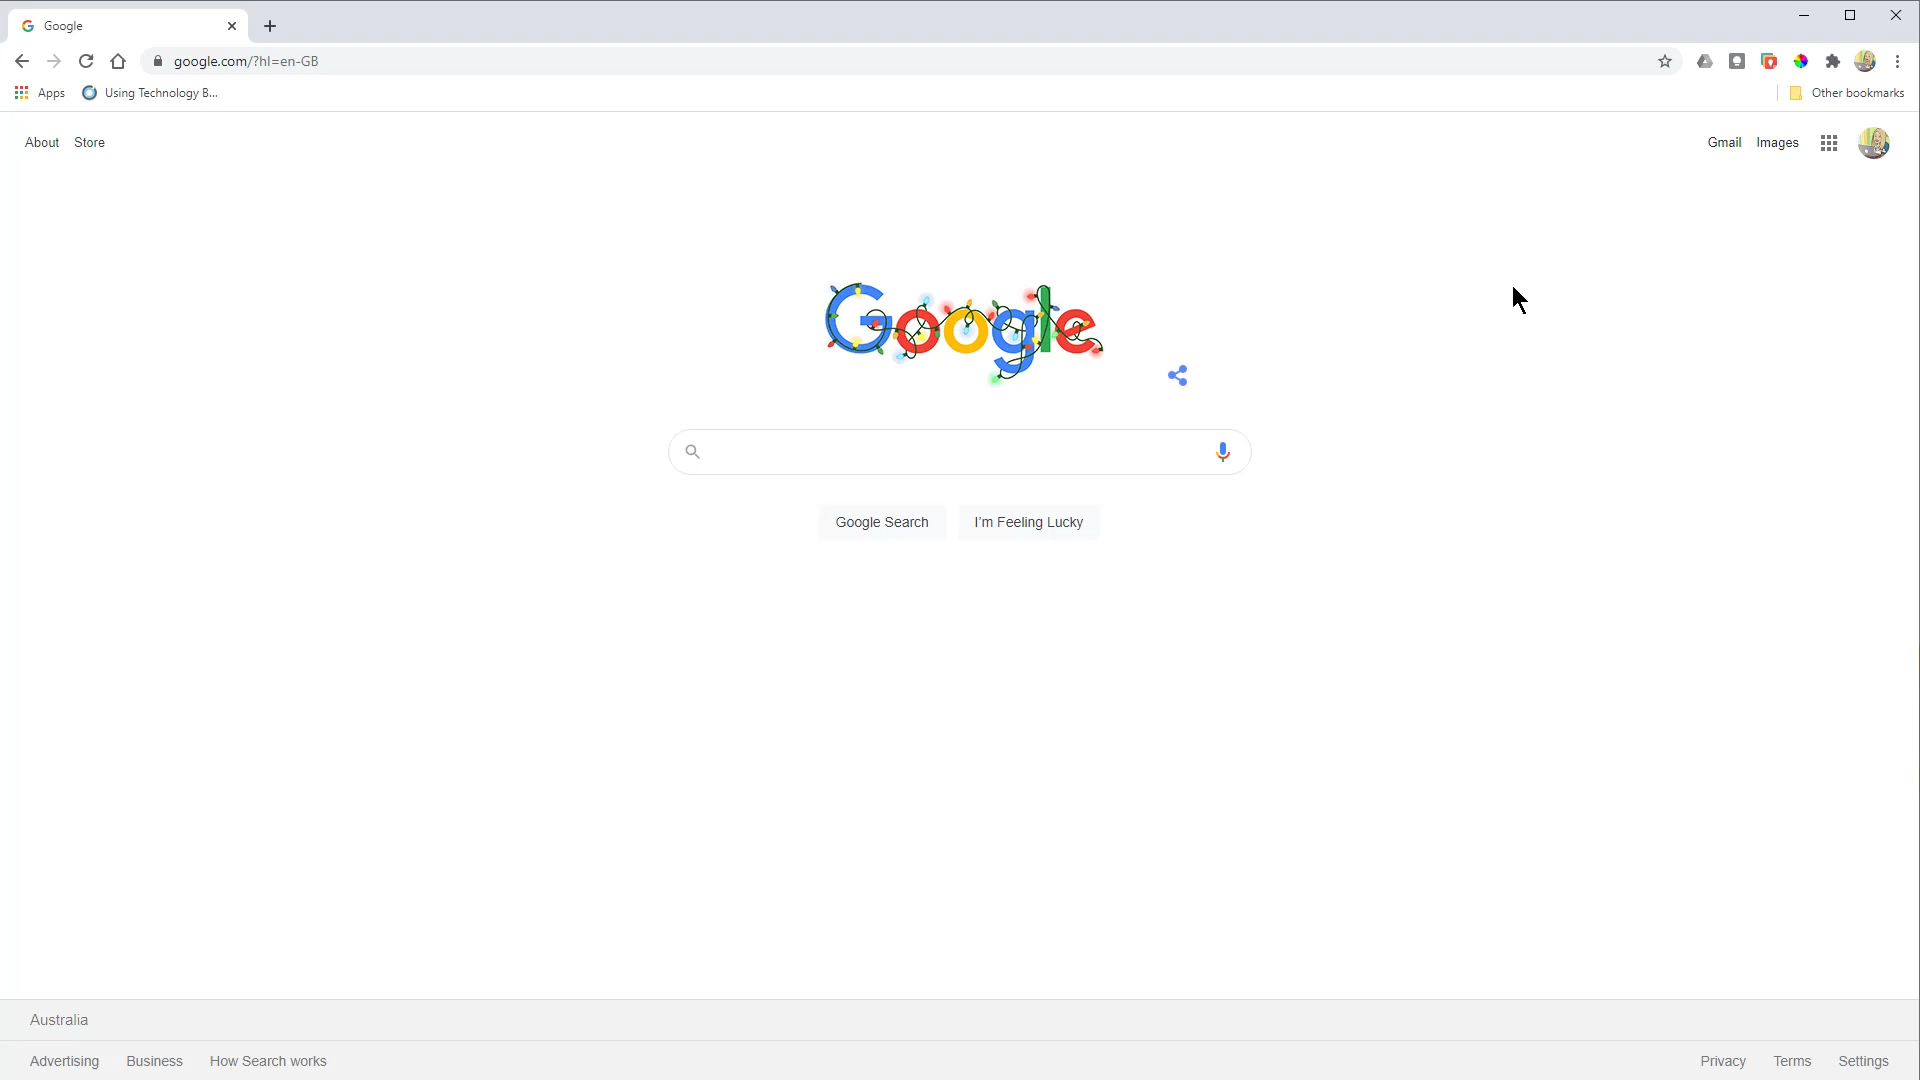 Google
google.com/?hl=en-GB
Apps Using Technology B... Other bookmarks
About Store Gmail Images
Google
Google Search I'm Feeling Lucky
Australia
Advertising Business How Search works Privacy Terms Settings